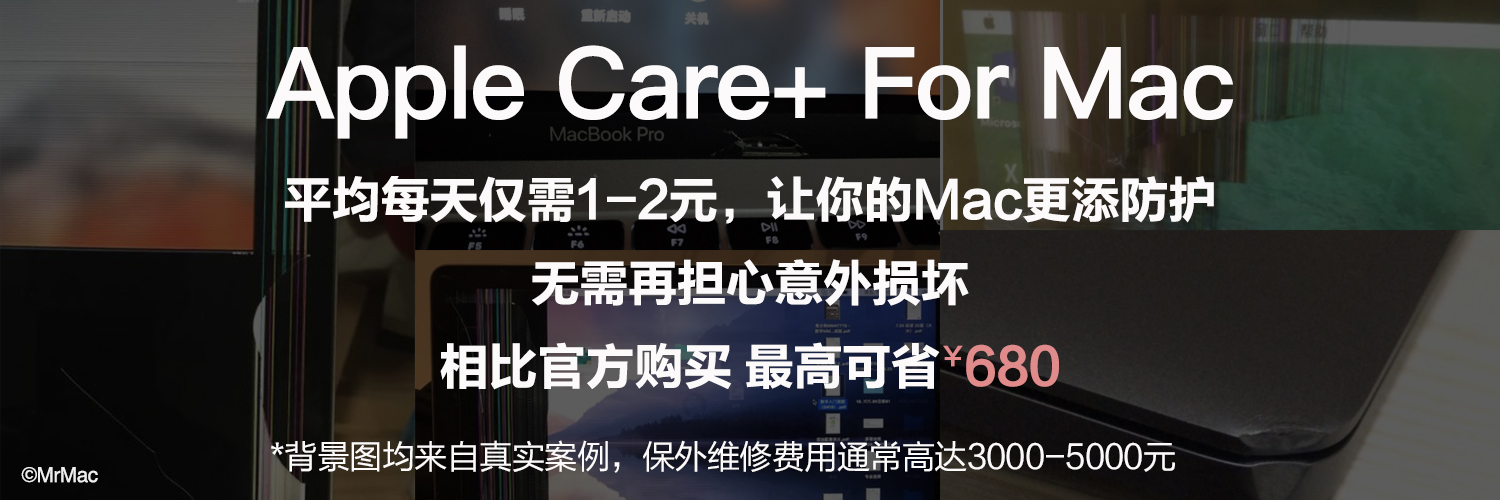 睡眠 重新启动 关机
Apple Care+ For Mac
MacBook Pro
平均每天仅需1-2元，让你的Mac更添防护
F5 F6 F7 F8 F9
无需再担心意外损坏
相比官方购买 最高可省¥680
*背景图均来自真实案例，保外维修费用通常高达3000-5000元
©MrMac